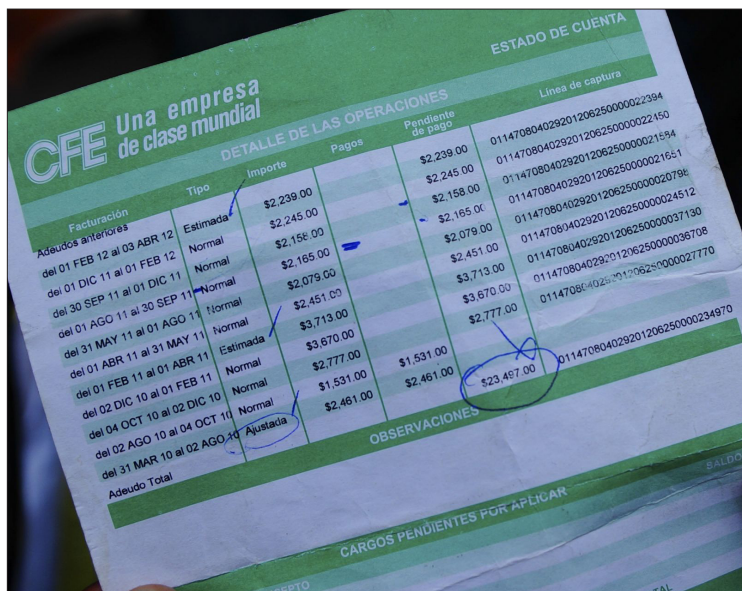 ESTADO DE CUENTA
CFE Una empresa
de clase mundial
DETALLE DE LAS OPERACIONES
Facturación Tipo Importe Pagos Pendiente de pago Línea de captura
Adeudos anteriores
del 01 FEB 12 al 03 ABR 12 Estimada $2,239.00 $2,239.00 011470804029201206250000022394
del 01 DIC 11 al 01 FEB 12 Normal $2,245.00 $2,245.00 011470804029201206250000022450
del 30 SEP 11 al 01 DIC 11 Normal $2,158.00 $2,158.00 011470804029201206250000021584
del 01 AGO 11 al 30 SEP 11 Normal $2,165.00 $2,165.00 011470804029201206250000021651
del 31 MAY 11 al 01 AGO 11 Normal $2,079.00 $2,079.00 011470804029201206250000020795
del 01 ABR 11 al 31 MAY 11 Normal $2,451.00 $2,451.00 011470804029201206250000024512
del 01 FEB 11 al 01 ABR 11 Estimada $3,713.00 $3,713.00 011470804029201206250000037130
del 02 DIC 10 al 01 FEB 11 Normal $3,670.00 $3,670.00 011470804029201206250000036708
del 04 OCT 10 al 02 DIC 10 Normal $2,777.00 $2,777.00 011470804029201206250000027770
del 02 AGO 10 al 04 OCT 10 Normal $1,531.00 $1,531.00
del 31 MAR 10 al 02 AGO 10 Ajustada $2,461.00 $2,461.00
Adeudo Total $23,497.00 011470804029201206250000234970
OBSERVACIONES
CARGOS PENDIENTES POR APLICAR
SALDO